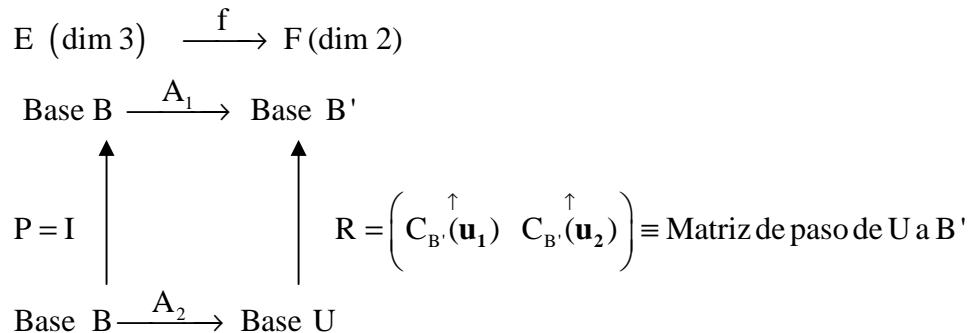 E (dim 3) f⟶ F (dim 2)
Base B A₁⟶ Base B'
P = I R = ( C_B'(u₁)↑ C_B'(u₂)↑ ) ≡ Matriz de paso de U a B'
Base B A₂⟶ Base U